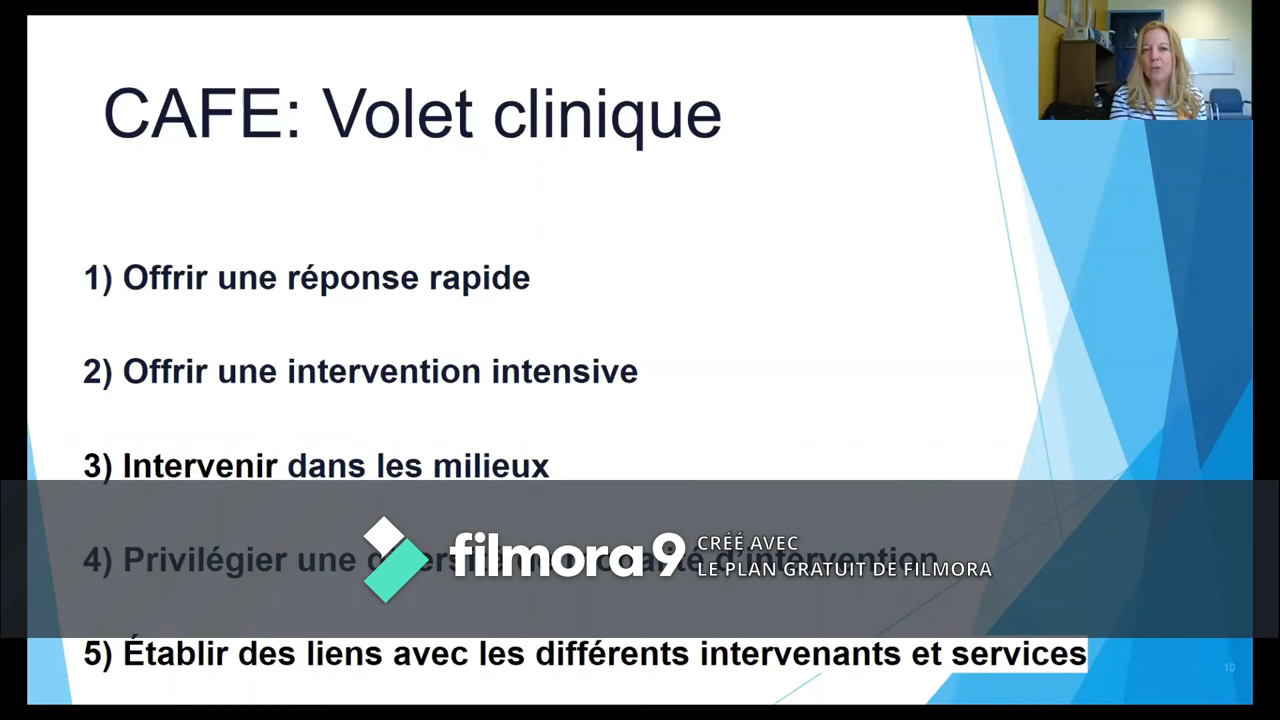 CAFE: Volet clinique
1) Offrir une réponse rapide
2) Offrir une intervention intensive
3) Intervenir dans les milieux
4) Privilégier une d'intervention
filmora9 CRÉÉ AVEC
LE PLAN GRATUIT DE FILMORA
5) Établir des liens avec les différents intervenants et services
10